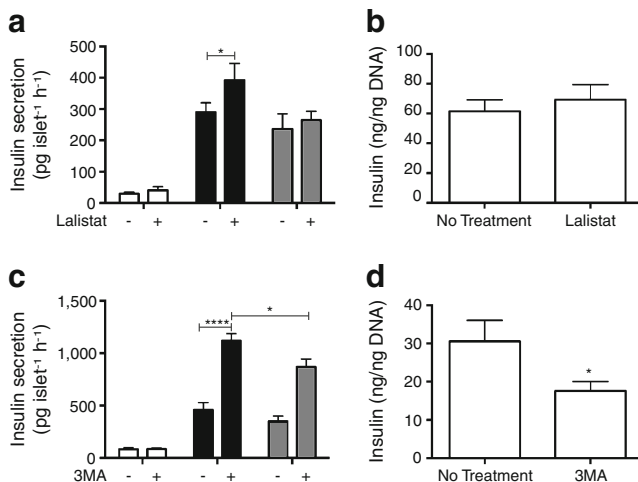 a
Insulin secretion
(pg islet⁻¹ h⁻¹)
500
400
300
200
100
0
*
Lalistat - + - + - +
b
Insulin (ng/ng DNA)
100
80
60
40
20
0
No Treatment Lalistat
c
Insulin secretion
(pg islet⁻¹ h⁻¹)
1,500
1,000
500
0
****
*
3MA - + - + - +
d
Insulin (ng/ng DNA)
40
30
20
10
0
*
No Treatment 3MA